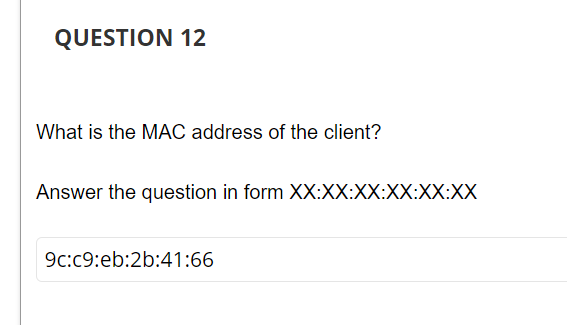 QUESTION 12
What is the MAC address of the client?
Answer the question in form XX:XX:XX:XX:XX:XX
9c:c9:eb:2b:41:66